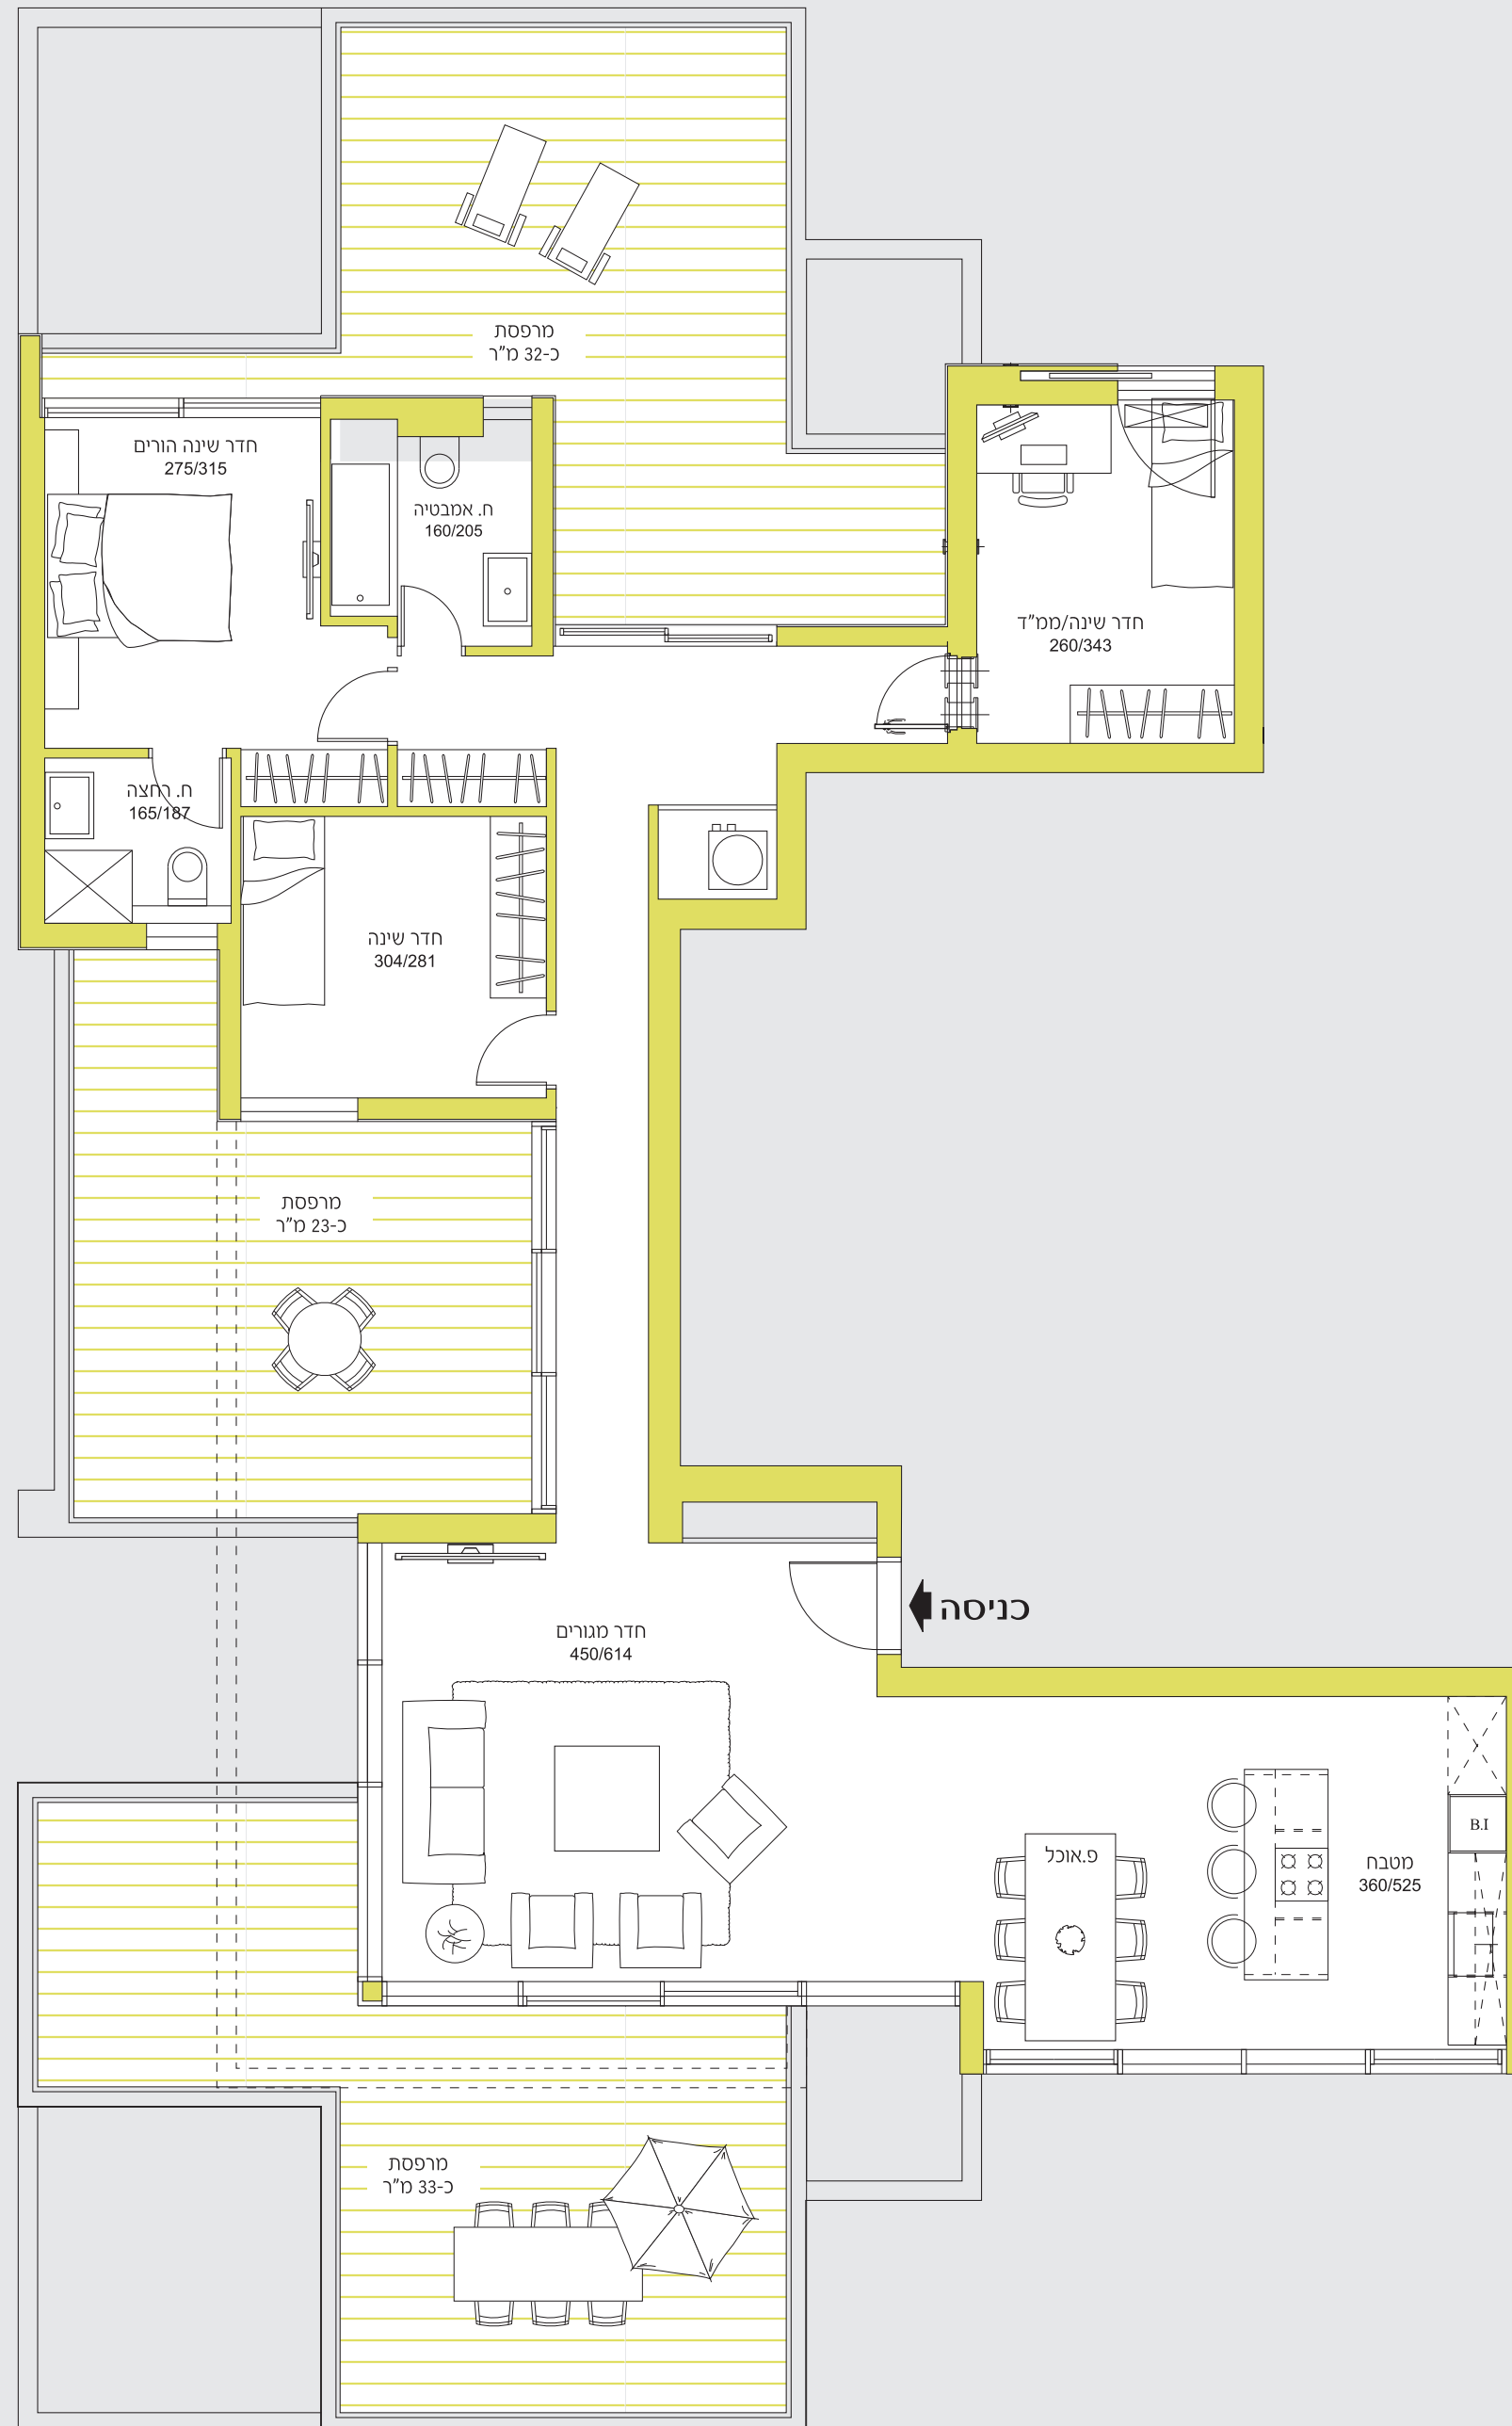 מרפסת
כ-32 מ"ר
חדר שינה הורים
275/315
ח. אמבטיה
160/205
חדר שינה/ממ"ד
260/343
ח. רחצה
165/187
חדר שינה
304/281
מרפסת
כ-23 מ"ר
כניסה
חדר מגורים
450/614
B.I
פ.אוכל
מטבח
360/525
מרפסת
כ-33 מ"ר